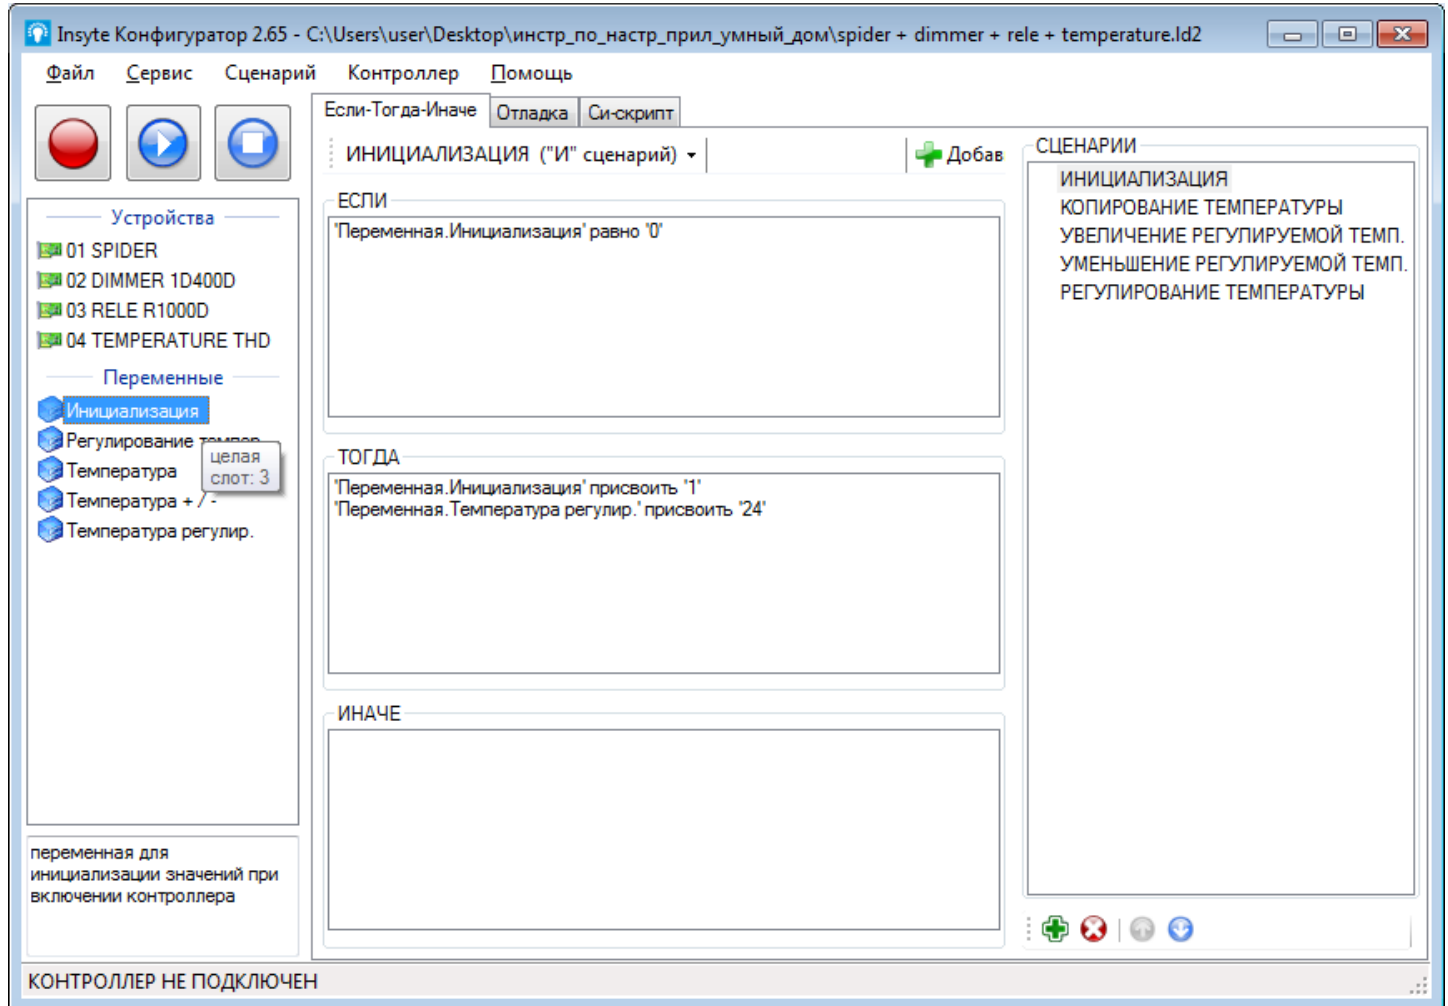 Insyte Конфигуратор 2.65 - C:\Users\user\Desktop\инстр_по_настр_прил_умный_дом\spider + dimmer + rele + temperature.ld2
Файл Сервис Сценарий Контроллер Помощь
Если-Тогда-Иначе Отладка Си-скрипт
ИНИЦИАЛИЗАЦИЯ ("И" сценарий) Добав
Устройства
01 SPIDER
02 DIMMER 1D400D
03 RELE R1000D
04 TEMPERATURE THD
Переменные
Инициализация
Регулирование
Температура
Температура + / -
Температура регулир.
целая
слот: 3
переменная для
инициализации значений при
включении контроллера
ЕСЛИ
'Переменная.Инициализация' равно '0'
ТОГДА
'Переменная.Инициализация' присвоить '1'
'Переменная.Температура регулир.' присвоить '24'
ИНАЧЕ
СЦЕНАРИИ
ИНИЦИАЛИЗАЦИЯ
КОПИРОВАНИЕ ТЕМПЕРАТУРЫ
УВЕЛИЧЕНИЕ РЕГУЛИРУЕМОЙ ТЕМП.
УМЕНЬШЕНИЕ РЕГУЛИРУЕМОЙ ТЕМП.
РЕГУЛИРОВАНИЕ ТЕМПЕРАТУРЫ
КОНТРОЛЛЕР НЕ ПОДКЛЮЧЕН